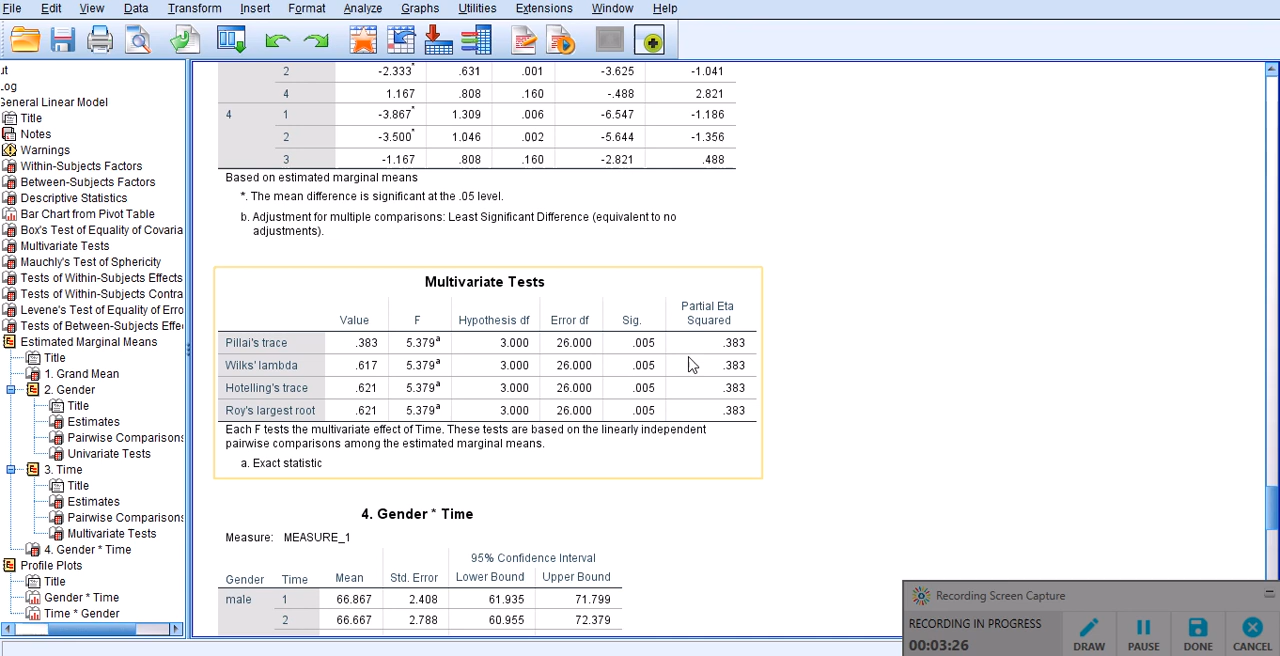 File Edit View Data Transform Insert Format Analyze Graphs Utilities Extensions Window Help
Log
General Linear Model
Title
Notes
Warnings
Within-Subjects Factors
Between-Subjects Factors
Descriptive Statistics
Bar Chart from Pivot Table
Box's Test of Equality of Covaria
Multivariate Tests
Mauchly's Test of Sphericity
Tests of Within-Subjects Effects
Tests of Within-Subjects Contra
Levene's Test of Equality of Erro
Tests of Between-Subjects Effe
Estimated Marginal Means
Title
1. Grand Mean
2. Gender
Title
Estimates
Pairwise Comparisons
Univariate Tests
3. Time
Title
Estimates
Pairwise Comparisons
Multivariate Tests
4. Gender * Time
Profile Plots
Title
Gender * Time
Time * Gender
2 -2.333* .631 .001 -3.625 -1.041
4 1.167 .808 .160 -.488 2.821
4 1 -3.867* 1.309 .006 -6.547 -1.186
2 -3.500* 1.046 .002 -5.644 -1.356
3 -1.167 .808 .160 -2.821 .488
Based on estimated marginal means
*. The mean difference is significant at the .05 level.
b. Adjustment for multiple comparisons: Least Significant Difference (equivalent to no
adjustments).
Multivariate Tests
Value F Hypothesis df Error df Sig. Partial Eta
Squared
Pillai's trace .383 5.379a 3.000 26.000 .005 .383
Wilks' lambda .617 5.379a 3.000 26.000 .005 .383
Hotelling's trace .621 5.379a 3.000 26.000 .005 .383
Roy's largest root .621 5.379a 3.000 26.000 .005 .383
Each F tests the multivariate effect of Time. These tests are based on the linearly independent
pairwise comparisons among the estimated marginal means.
a. Exact statistic
4. Gender * Time
Measure: MEASURE_1
95% Confidence Interval
Gender Time Mean Std. Error Lower Bound Upper Bound
male 1 66.867 2.408 61.935 71.799
2 66.667 2.788 60.955 72.379
Recording Screen Capture
RECORDING IN PROGRESS
00:03:26
DRAW PAUSE DONE CANCEL